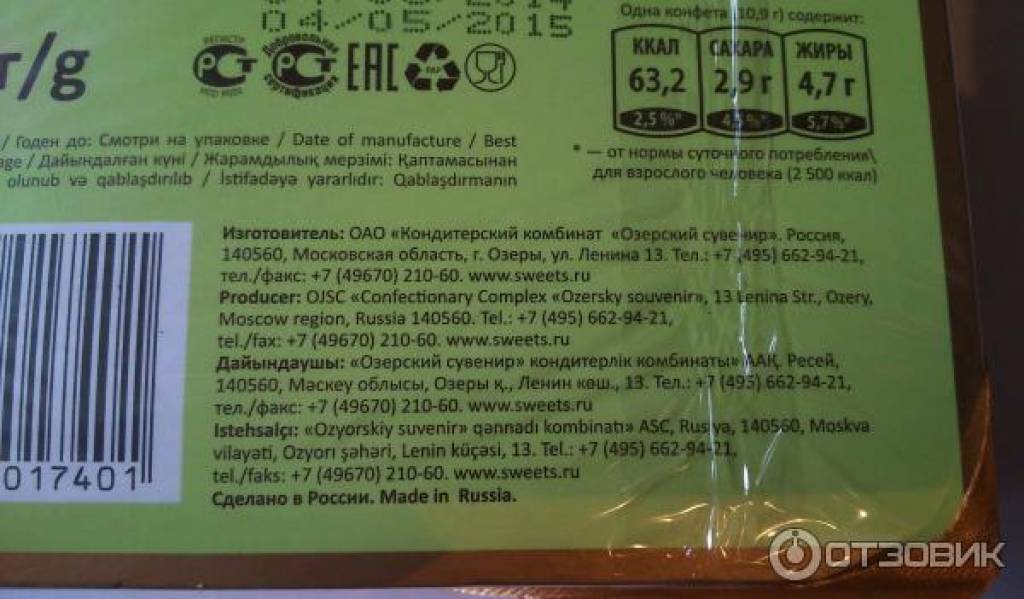 04/05/2015
г/g
РЕГИСТР
РСТ
Добровольная
РСТ
сертификация
EAC
Одна конфета (10,9 г) содержит:
ККАЛ САХАРА ЖИРЫ
63,2 2,9 г 4,7 г
2,5%* 4,5%* 5,7%*
* — от нормы суточного потребления\
для взрослого человека (2 500 ккал)
/ Годен до: Смотри на упаковке / Date of manufacture / Best
/ Дайындалған күні / Жарамдылық мерзімі: Қаптамасынан
olunub və qablaşdırılıb / İstifadəyə yararlıdır: Qablaşdırmanın
Изготовитель: ОАО «Кондитерский комбинат «Озерский сувенир». Россия,
140560, Московская область, г. Озеры, ул. Ленина 13. Тел.: +7 (495) 662-94-21,
тел./факс: +7 (49670) 210-60. www.sweets.ru
Producer: OJSC «Confectionary Complex «Ozersky souvenir», 13 Lenina Str., Ozery,
Moscow region, Russia 140560. Tel.: +7 (495) 662-94-21,
tel./fax: +7 (49670) 210-60. www.sweets.ru
Дайындаушы: «Озерский сувенир» кондитерлік комбинаты» ААҚ. Ресей,
140560, Мәскеу облысы, Озеры қ., Ленин көш., 13. Тел.: +7 (495) 662-94-21,
тел./факс: +7 (49670) 210-60. www.sweets.ru
Istehsalçı: «Ozyorskiy suvenir» qənnadı kombinatı» ASC, Rusiya, 140560, Moskva
vilayəti, Ozyorı şəhəri, Lenin küçəsi, 13. Tel.: +7 (495) 662-94-21,
tel./faks: +7 (49670) 210-60. www.sweets.ru
Сделано в России. Made in Russia.
017401
ОТЗОВИК